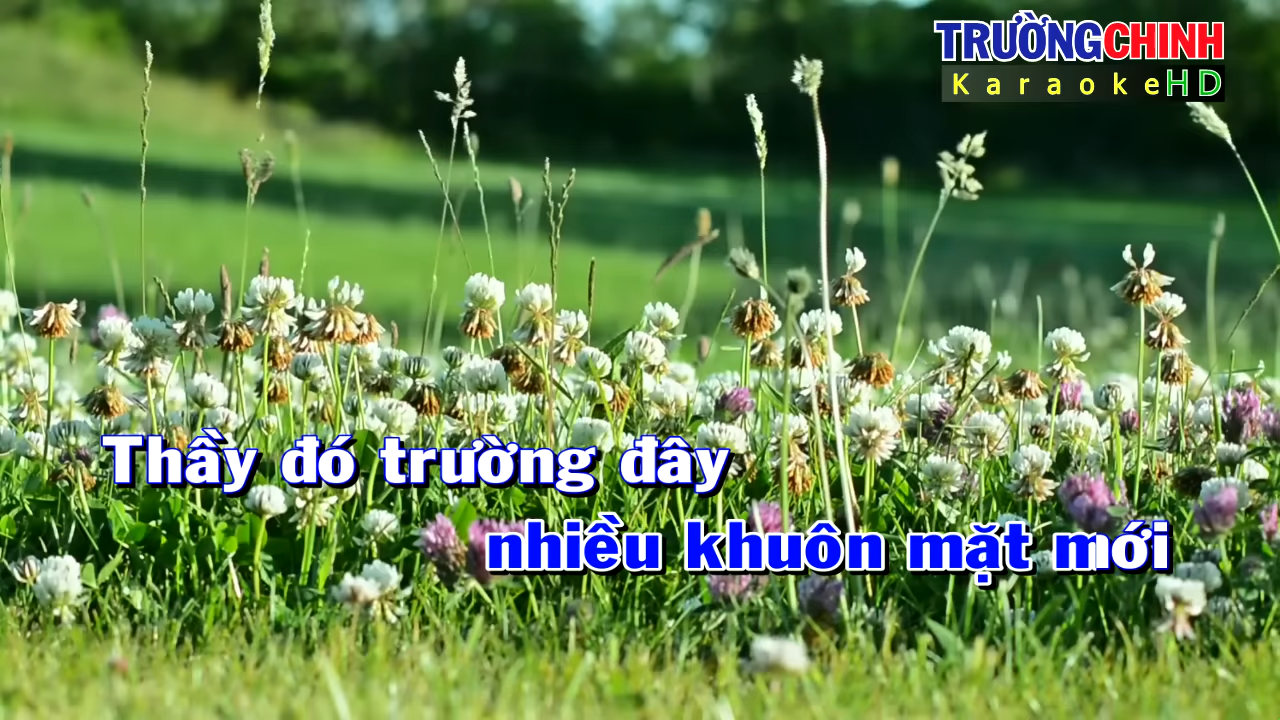 TRƯỜNGCHINH
KaraokeHD
Thầy đó trường đây
nhiều khuôn mặt mới